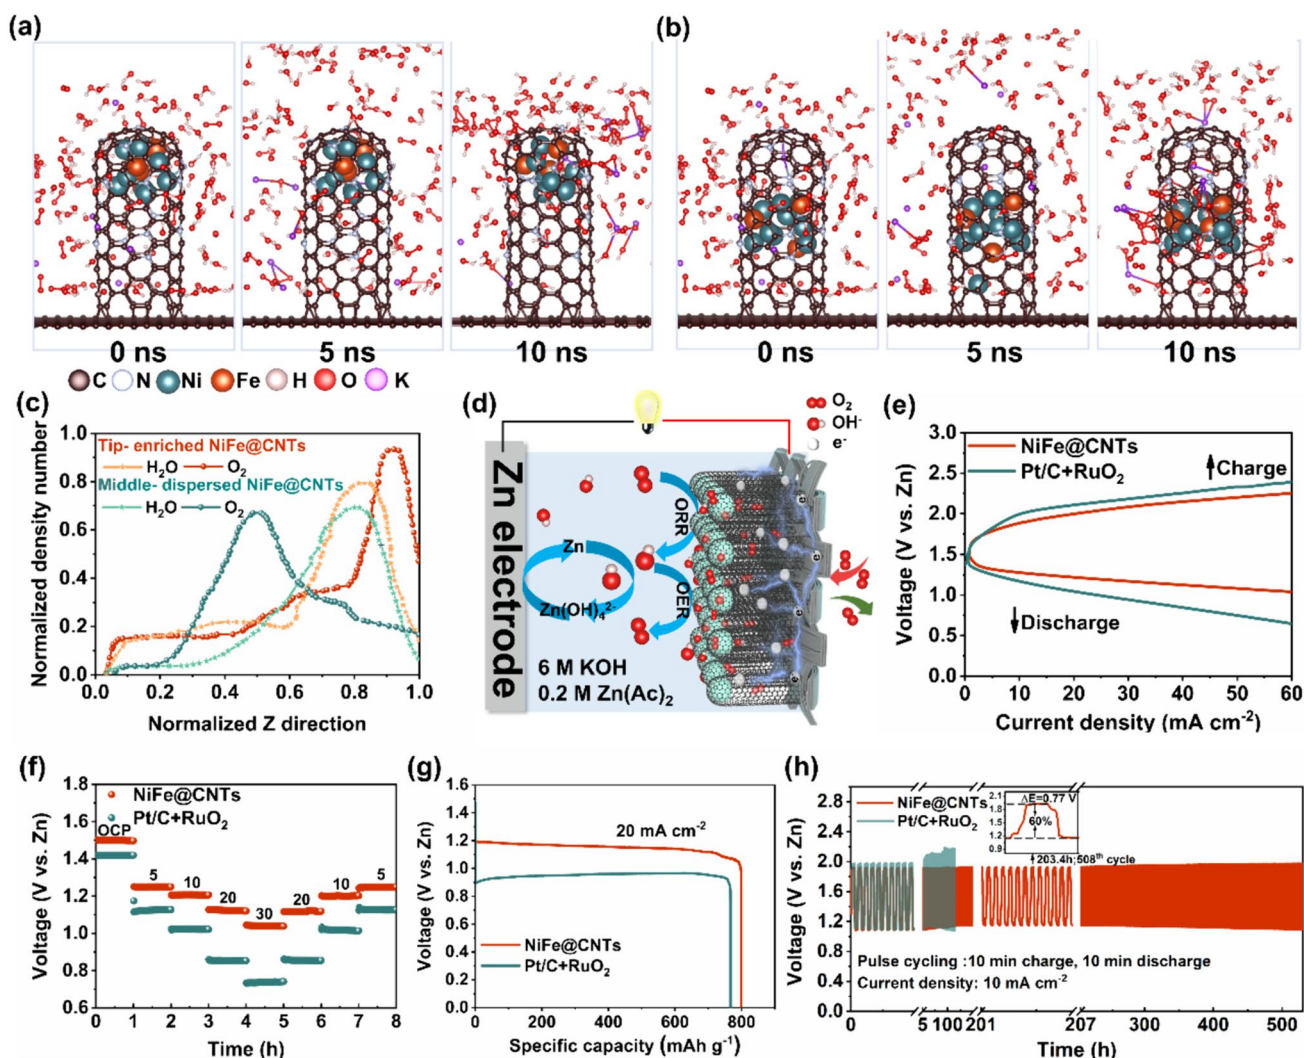 (a)
(b)
0 ns
5 ns
10 ns
0 ns
5 ns
10 ns
C N Ni Fe H O K
(c)
Normalized density number
1.0
0.8
0.6
0.4
0.2
0.0
Tip- enriched NiFe@CNTs
H₂O O₂
Middle- dispersed NiFe@CNTs
H₂O O₂
0.0 0.2 0.4 0.6 0.8 1.0
Normalized Z direction
(d)
O₂
OH⁻
e⁻
Zn electrode
ORR
Zn
Zn(OH)₄²⁻
OER
e⁻
e⁻
e⁻
6 M KOH
0.2 M Zn(Ac)₂
(e)
Voltage (V vs. Zn)
3.0
2.5
2.0
1.5
1.0
0.5
0.0
NiFe@CNTs
Pt/C+RuO₂
Charge
Discharge
0 10 20 30 40 50 60
Current density (mA cm⁻²)
(f)
Voltage (V vs. Zn)
1.8
1.6
1.4
1.2
1.0
0.8
0.6
NiFe@CNTs
Pt/C+RuO₂
OCP
5
10
20
30
20
10
5
0 1 2 3 4 5 6 7 8
Time (h)
(g)
Voltage (V vs. Zn)
1.6
1.4
1.2
1.0
0.8
0.6
0.4
0.2
0.0
20 mA cm⁻²
NiFe@CNTs
Pt/C+RuO₂
0 200 400 600 800
Specific capacity (mAh g⁻¹)
(h)
Voltage (V vs. Zn)
2.8
2.4
2.0
1.6
1.2
0.8
0.4
0.0
NiFe@CNTs
Pt/C+RuO₂
2.1
1.8
1.5
1.2
0.9
ΔE=0.77 V
60%
203.4h;508ᵗʰ cycle
Pulse cycling :10 min charge, 10 min discharge
Current density: 10 mA cm⁻²
0 5 100 201 207 300 400 500
Time (h)